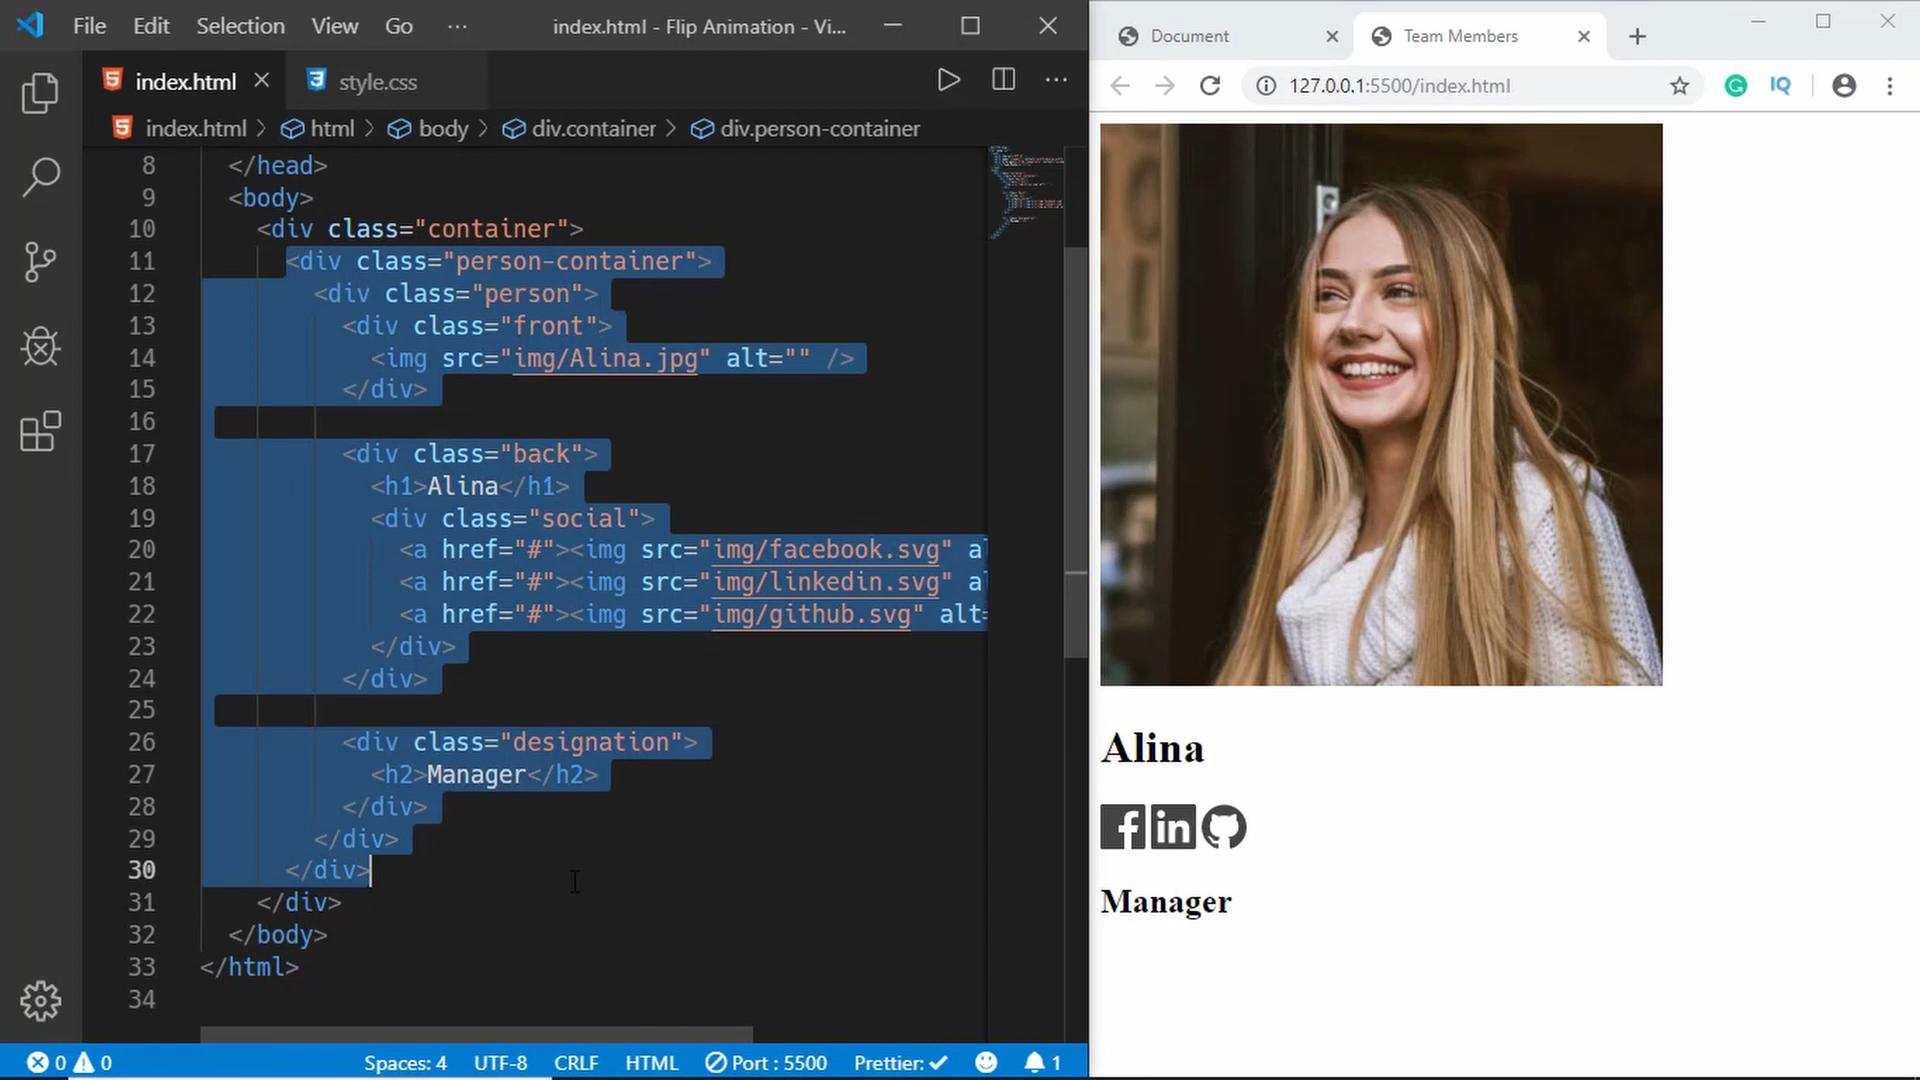 File Edit Selection View Go ··· index.html - Flip Animation - Vi...
index.html style.css
index.html > html > body > div.container > div.person-container
8 </head>
9 <body>
10 <div class="container">
11 <div class="person-container">
12 <div class="person">
13 <div class="front">
14 <img src="img/Alina.jpg" alt="" />
15 </div>
16
17 <div class="back">
18 <h1>Alina</h1>
19 <div class="social">
20 <a href="#"><img src="img/facebook.svg" al
21 <a href="#"><img src="img/linkedin.svg" al
22 <a href="#"><img src="img/github.svg" alt=
23 </div>
24 </div>
25
26 <div class="designation">
27 <h2>Manager</h2>
28 </div>
29 </div>
30 </div>
31 </div>
32 </body>
33 </html>
34
0 0 Spaces: 4 UTF-8 CRLF HTML Port : 5500 Prettier: 1
Document Team Members
127.0.0.1:5500/index.html IQ
Alina
Manager